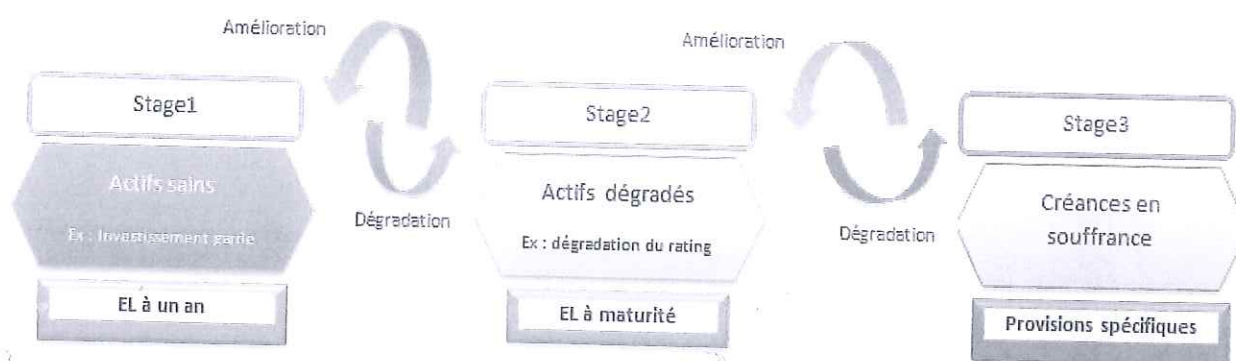 Amélioration
Amélioration
Stage1
Stage2
Stage3
Actifs sains
Ex : Investissement garde
Dégradation
Actifs dégradés
Ex : dégradation du rating
Dégradation
Créances en
souffrance
EL à un an
EL à maturité
Provisions spécifiques